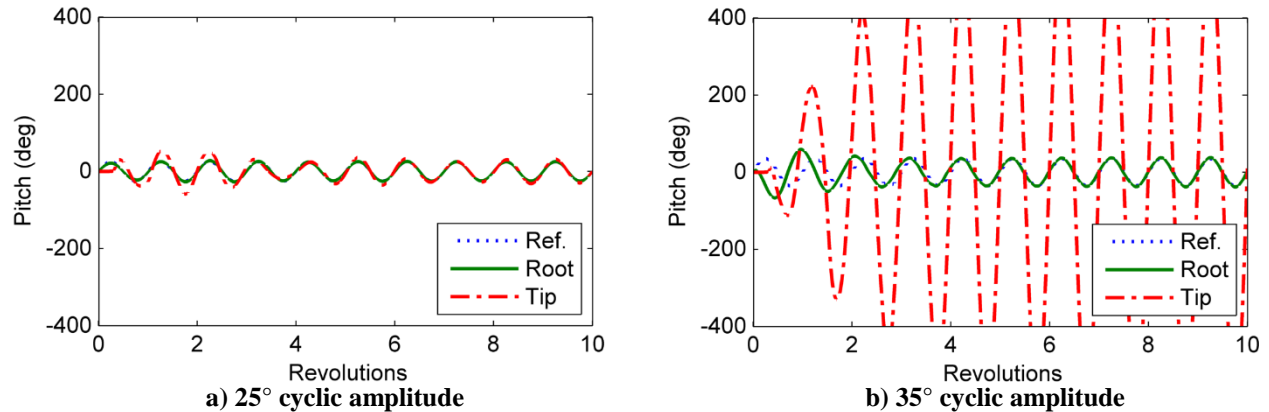 400
200
0
-200
-400
Pitch (deg)
0 2 4 6 8 10
Revolutions
Ref.
Root
Tip
a) 25° cyclic amplitude
400
200
0
-200
-400
Pitch (deg)
0 2 4 6 8 10
Revolutions
Ref.
Root
Tip
b) 35° cyclic amplitude